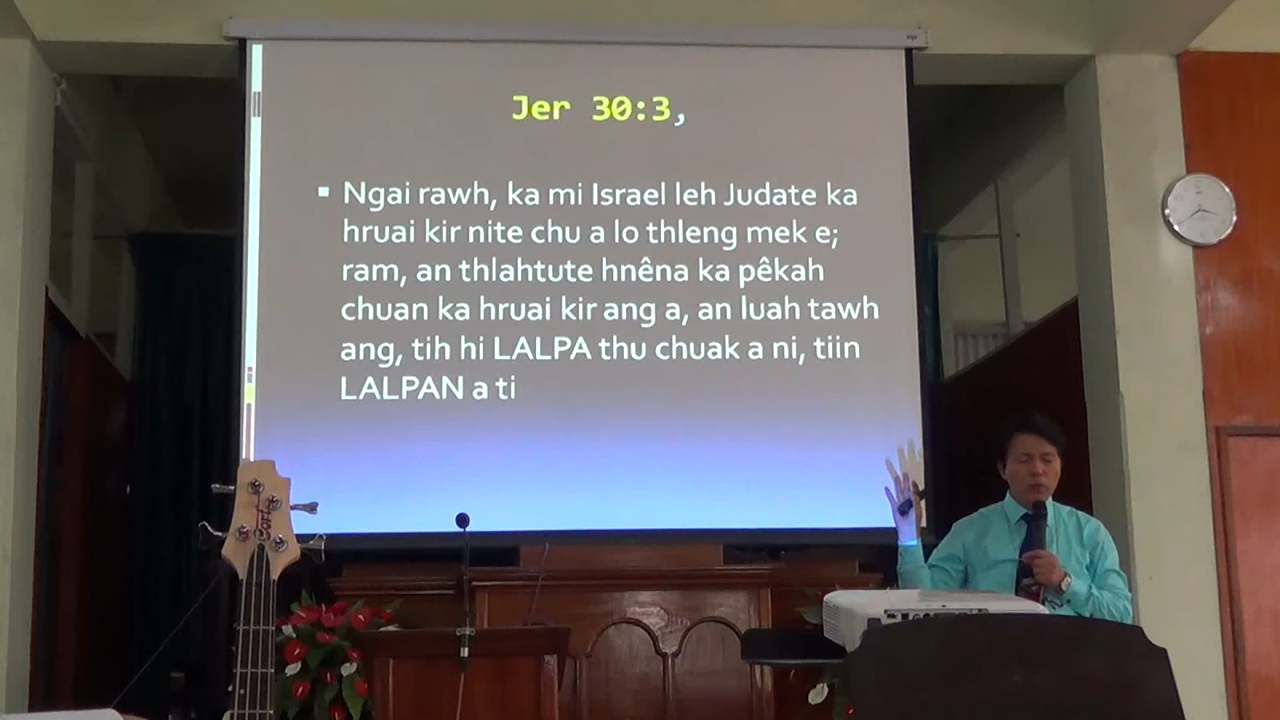 Jer 30:3,
▪ Ngai rawh, ka mi Israel leh Judate ka
hruai kir nite chu a lo thleng mek e;
ram, an thlahtute hnêna ka pêkah
chuan ka hruai kir ang a, an luah tawh
ang, tih hi LALPA thu chuak a ni, tiin
LALPAN a ti
Cort